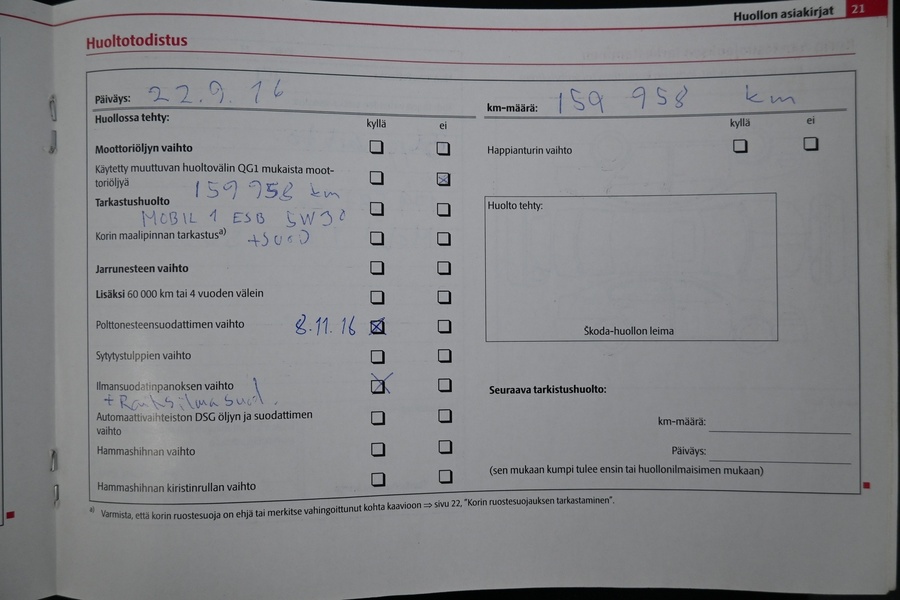 Huollon asiakirjat 21
Huoltotodistus
Päiväys: 22.9.16
km-määrä: 159 958 km
Huollossa tehty:
kyllä ei
kyllä ei
Moottoriöljyn vaihto
Happianturin vaihto
Käytetty muuttuvan huoltovälin QG1 mukaista moot-
toriöljyä 159 958 km
Tarkastushuolto
MOBIL 1 ESB 5W30
Korin maalipinnan tarkastus a)
+SUOD
Jarrunesteen vaihto
Lisäksi 60 000 km tai 4 vuoden välein
Polttonesteensuodattimen vaihto 8.11.16
Sytytystulppien vaihto
Ilmansuodatinpanoksen vaihto
+ Raitisilmasuod.
Automaattivaihteiston DSG öljyn ja suodattimen
vaihto
Hammashihnan vaihto
Hammashihnan kiristinrullan vaihto
Huolto tehty:
Škoda-huollon leima
Seuraava tarkistushuolto:
km-määrä:
Päiväys:
(sen mukaan kumpi tulee ensin tai huollonilmaisimen mukaan)
a) Varmista, että korin ruostesuoja on ehjä tai merkitse vahingoittunut kohta kaavioon ⇒ sivu 22, "Korin ruostesuojauksen tarkastaminen".